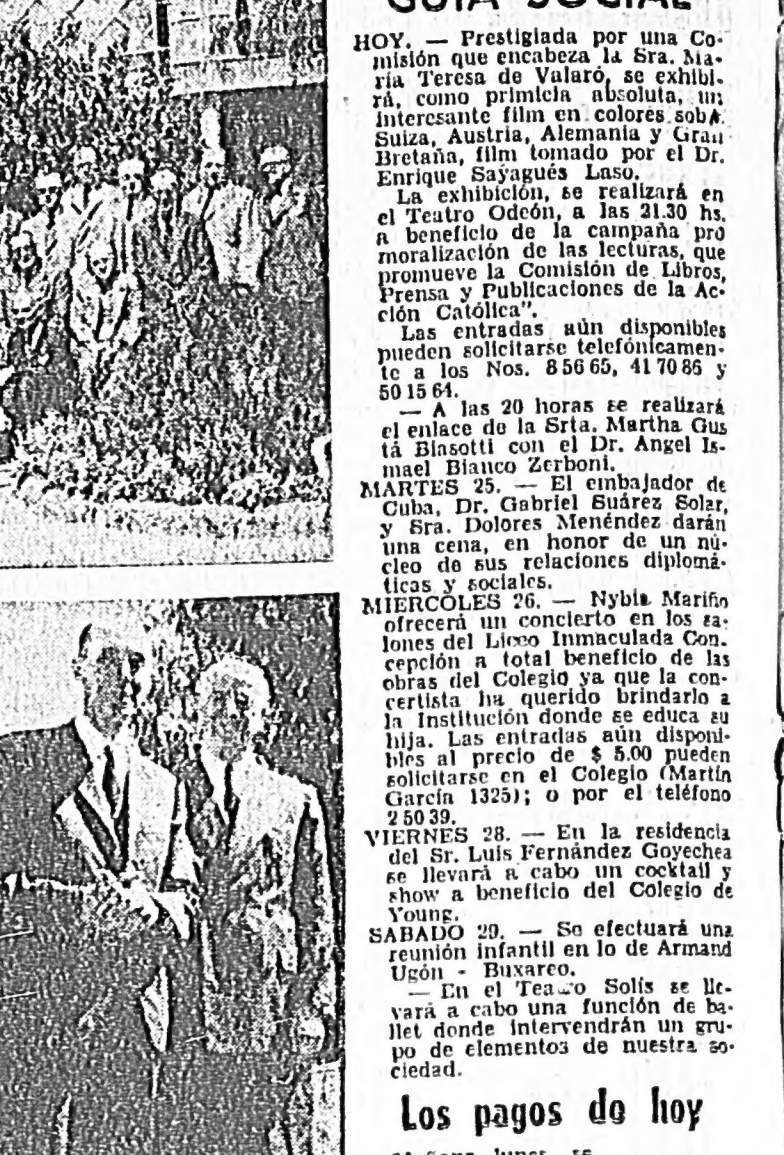 GUIA SOCIAL
HOY. — Prestigiada por una Co-
misión que encabeza la Sra. Ma-
ría Teresa de Valaró, se exhibi-
rá, como primicia absoluta, un
interesante film en colores sobre
Suiza, Austria, Alemania y Gran
Bretaña, film tomado por el Dr.
Enrique Sayagués Laso.
La exhibición, se realizará en
el Teatro Odeón, a las 21.30 hs.
a beneficio de la campaña pro
moralización de las lecturas, que
promueve la Comisión de Libros,
Prensa y Publicaciones de la Ac-
ción Católica".
Las entradas aún disponibles
pueden solicitarse telefónicamen-
te a los Nos. 8 56 65, 41 70 86 y
50 15 64.
— A las 20 horas se realizará
el enlace de la Srta. Martha Gus
tá Biasotti con el Dr. Angel Is-
mael Bianco Zerboni.
MARTES 25. — El embajador de
Cuba, Dr. Gabriel Suárez Solar,
y Sra. Dolores Menéndez darán
una cena, en honor de un nú-
cleo de sus relaciones diplomá-
ticas y sociales.
MIERCOLES 26. — Nybia Mariño
ofrecerá un concierto en los sa-
lones del Liceo Inmaculada Con-
cepción a total beneficio de las
obras del Colegio ya que la con-
certista ha querido brindarlo a
la Institución donde se educa su
hija. Las entradas aún disponi-
bles al precio de $ 5.00 pueden
solicitarse en el Colegio (Martín
García 1325); o por el teléfono
2 50 39.
VIERNES 28. — En la residencia
del Sr. Luis Fernández Goyechea
se llevará a cabo un cocktail y
show a beneficio del Colegio de
Young.
SABADO 29. — Se efectuará una
reunión infantil en lo de Armand
Ugón - Buxareo.
— En el Teatro Solís se lle-
vará a cabo una función de ba-
llet donde intervendrán un gru-
po de elementos de nuestra so-
ciedad.
Los pagos de hoy
lunes, se